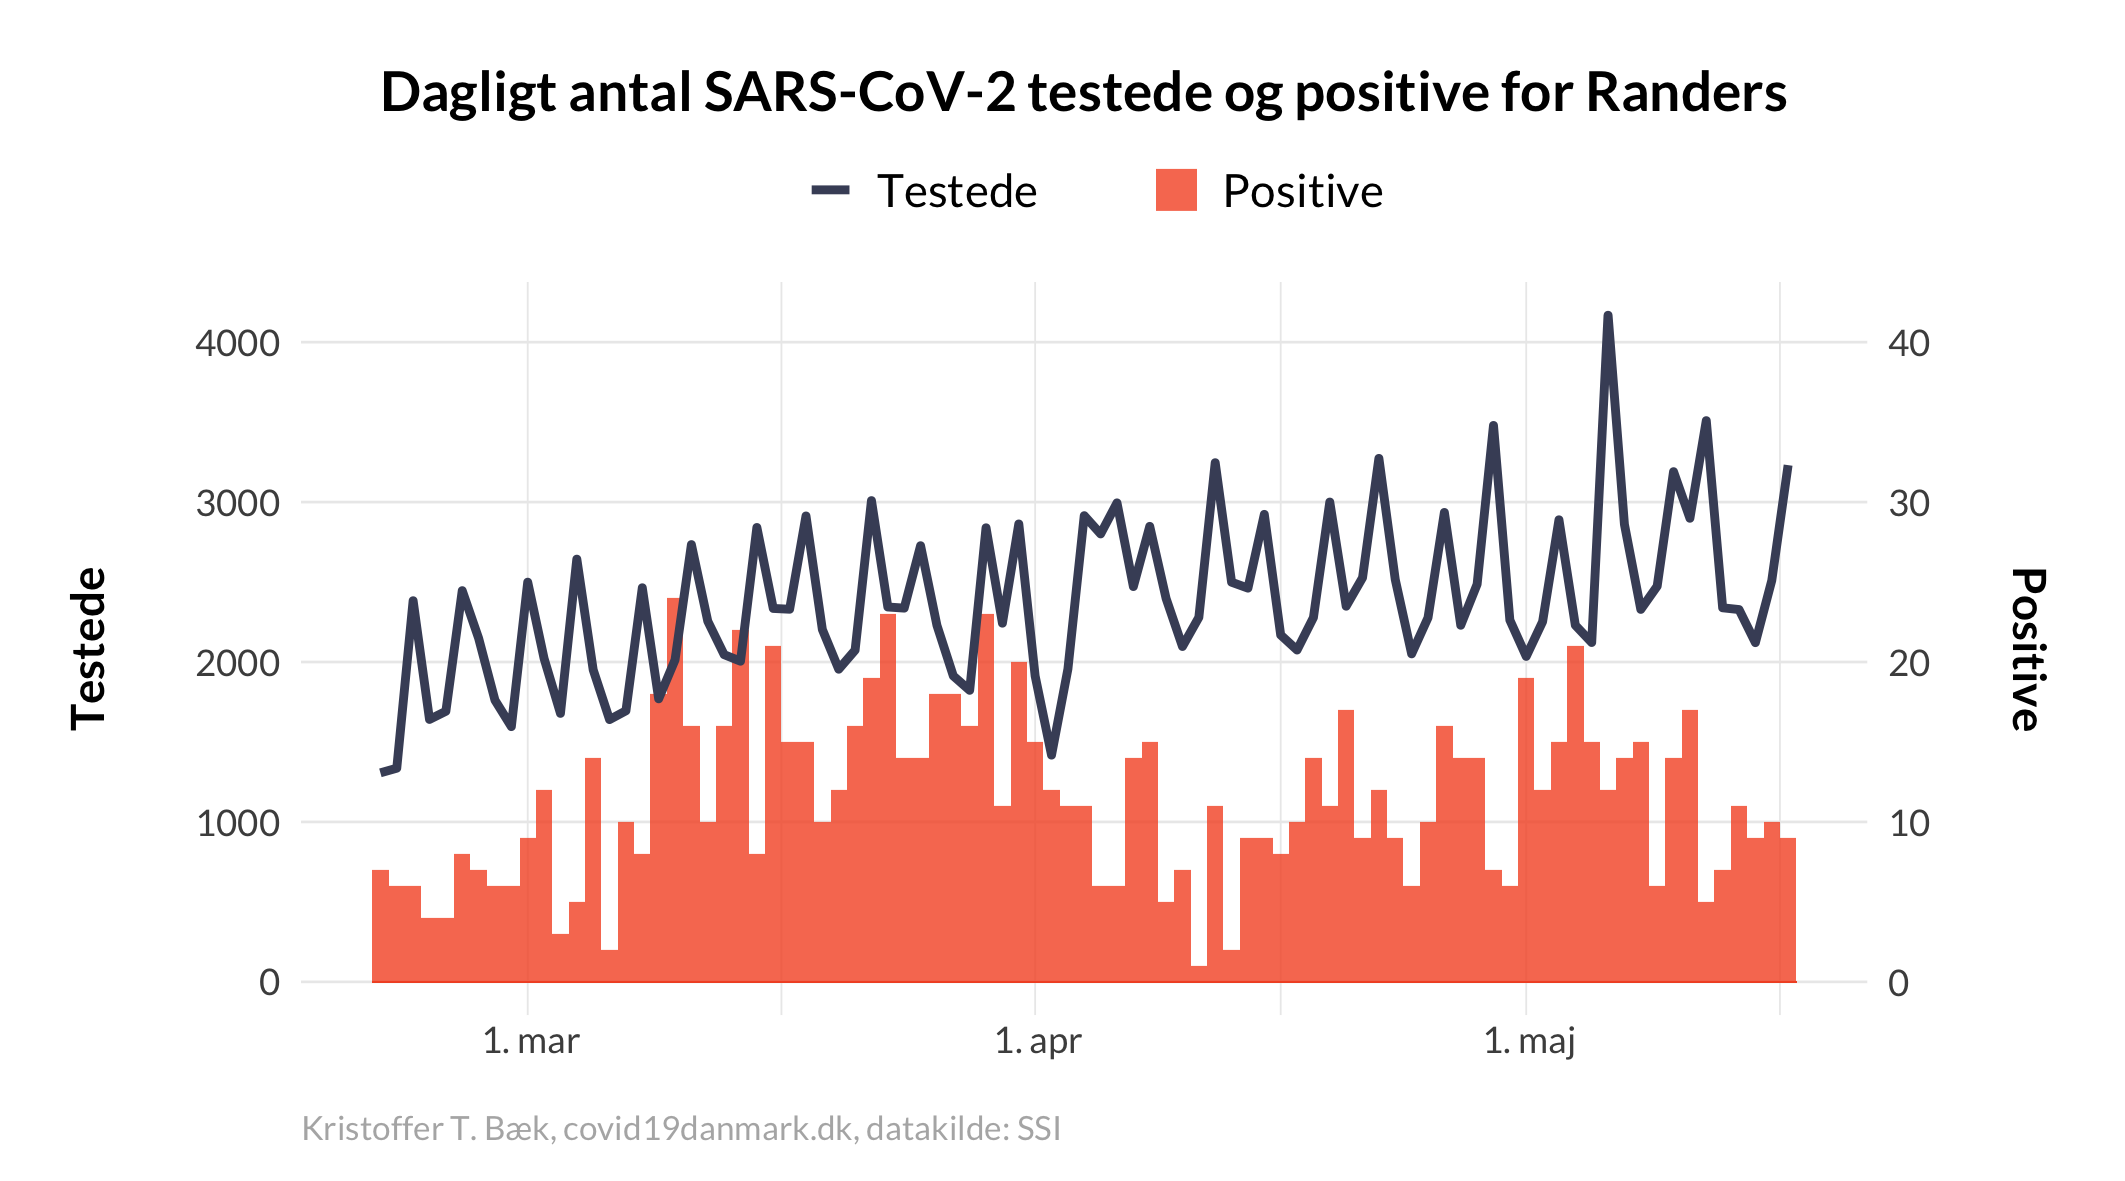 Dagligt antal SARS-CoV-2 testede og positive for Randers
Testede
Positive
4000
3000
2000
1000
0
Testede
40
30
20
10
0
Positive
1. mar
1. apr
1. maj
Kristoffer T. Bæk, covid19danmark.dk, datakilde: SSI